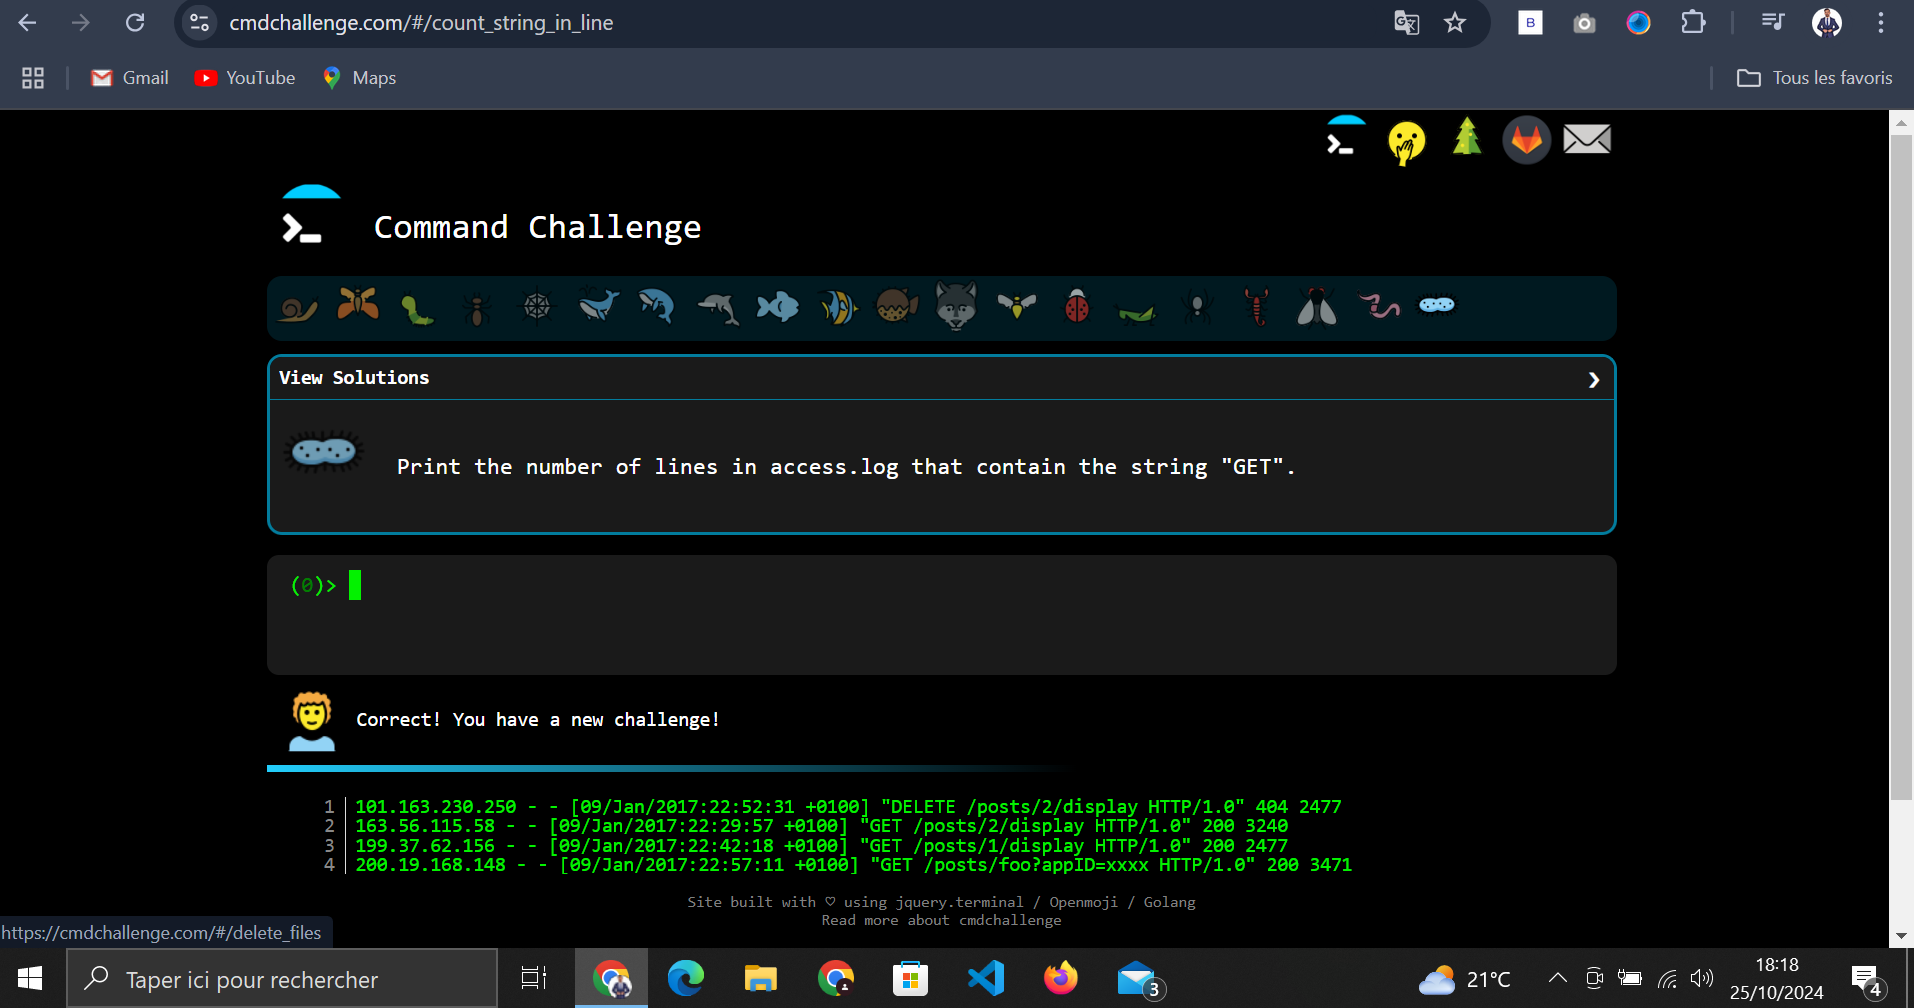 cmdchallenge.com/#/count_string_in_line
B
Gmail YouTube Maps Tous les favoris
Command Challenge
View Solutions
Print the number of lines in access.log that contain the string "GET".
(0)>
Correct! You have a new challenge!
1 101.163.230.250 - - [09/Jan/2017:22:52:31 +0100] "DELETE /posts/2/display HTTP/1.0" 404 2477
2 163.56.115.58 - - [09/Jan/2017:22:29:57 +0100] "GET /posts/2/display HTTP/1.0" 200 3240
3 199.37.62.156 - - [09/Jan/2017:22:42:18 +0100] "GET /posts/1/display HTTP/1.0" 200 2477
4 200.19.168.148 - - [09/Jan/2017:22:57:11 +0100] "GET /posts/foo?appID=xxxx HTTP/1.0" 200 3471
Site built with ♡ using jquery.terminal / Openmoji / Golang
Read more about cmdchallenge
https://cmdchallenge.com/#/delete_files
Taper ici pour rechercher
3
21°C
18:18
25/10/2024
4